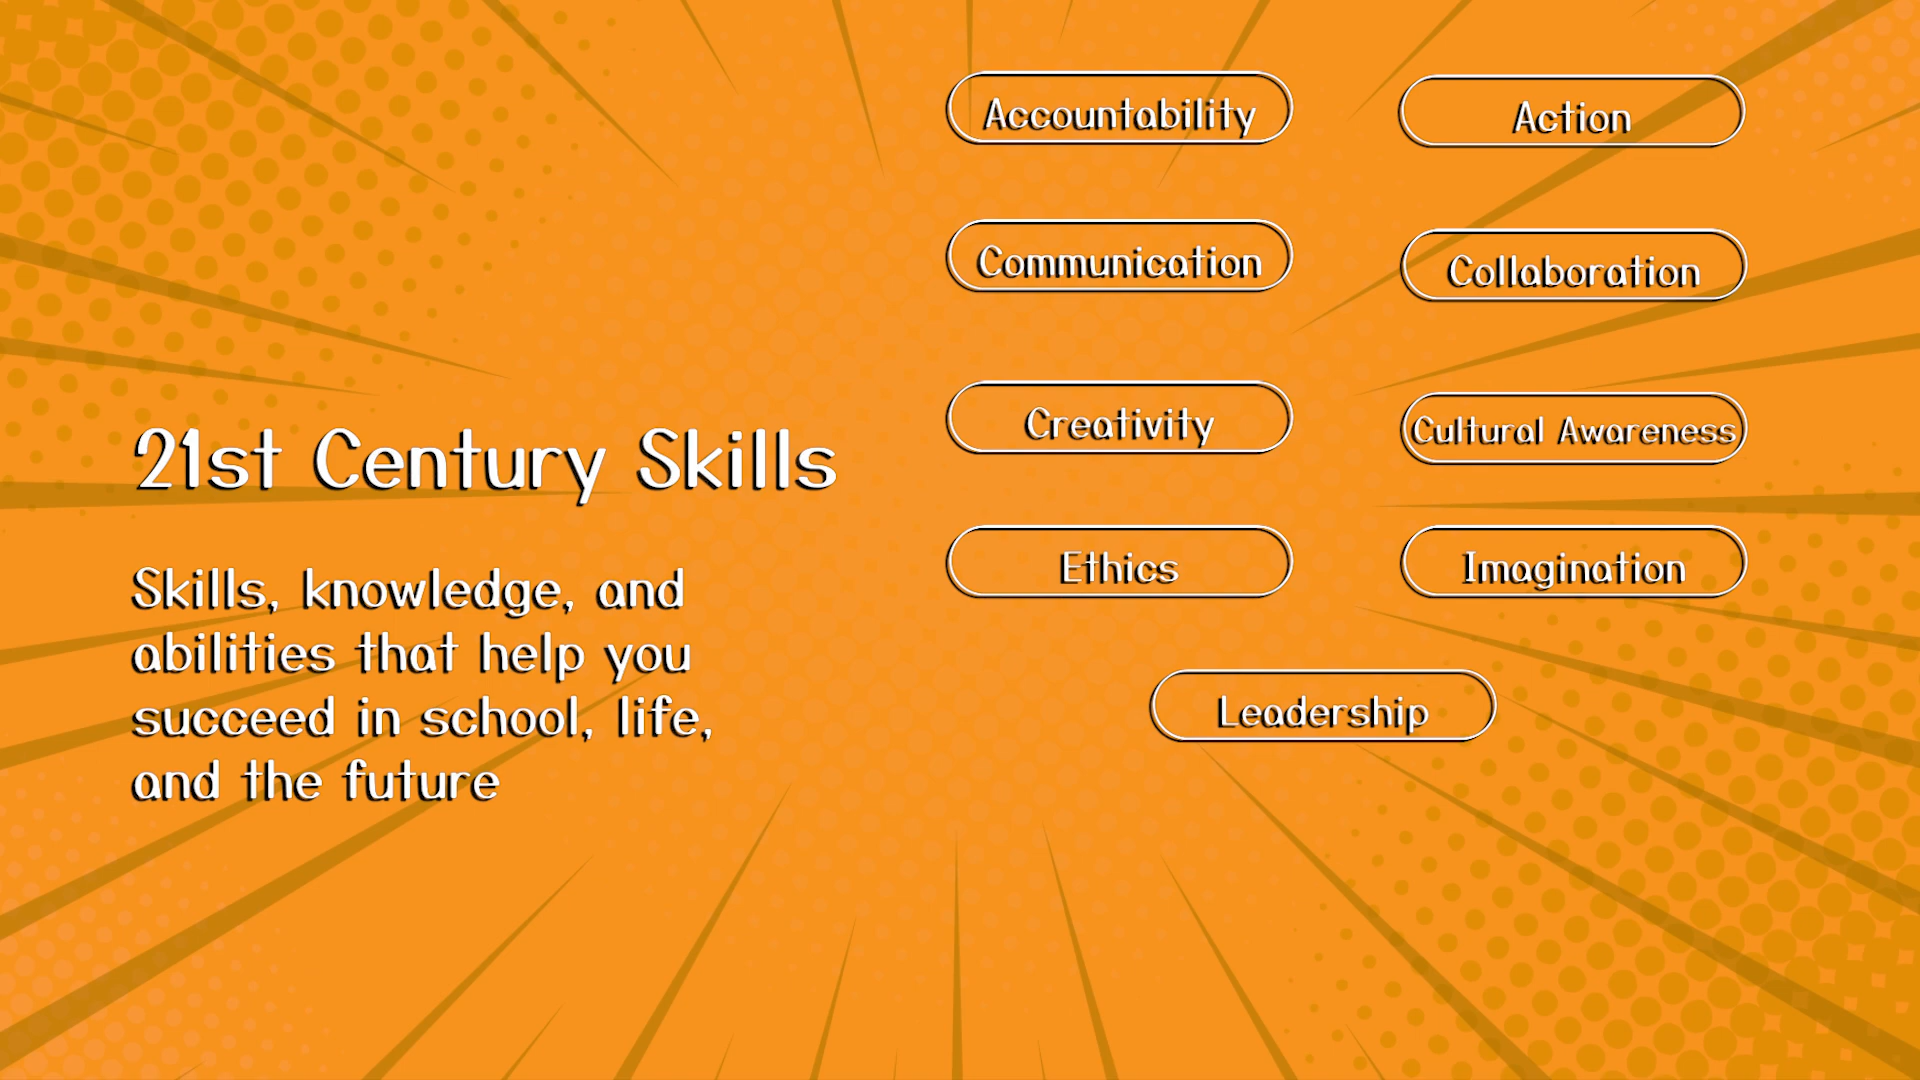 21st Century Skills
Skills, knowledge, and
abilities that help you
succeed in school, life,
and the future
Accountability
Action
Communication
Collaboration
Creativity
Cultural Awareness
Ethics
Imagination
Leadership